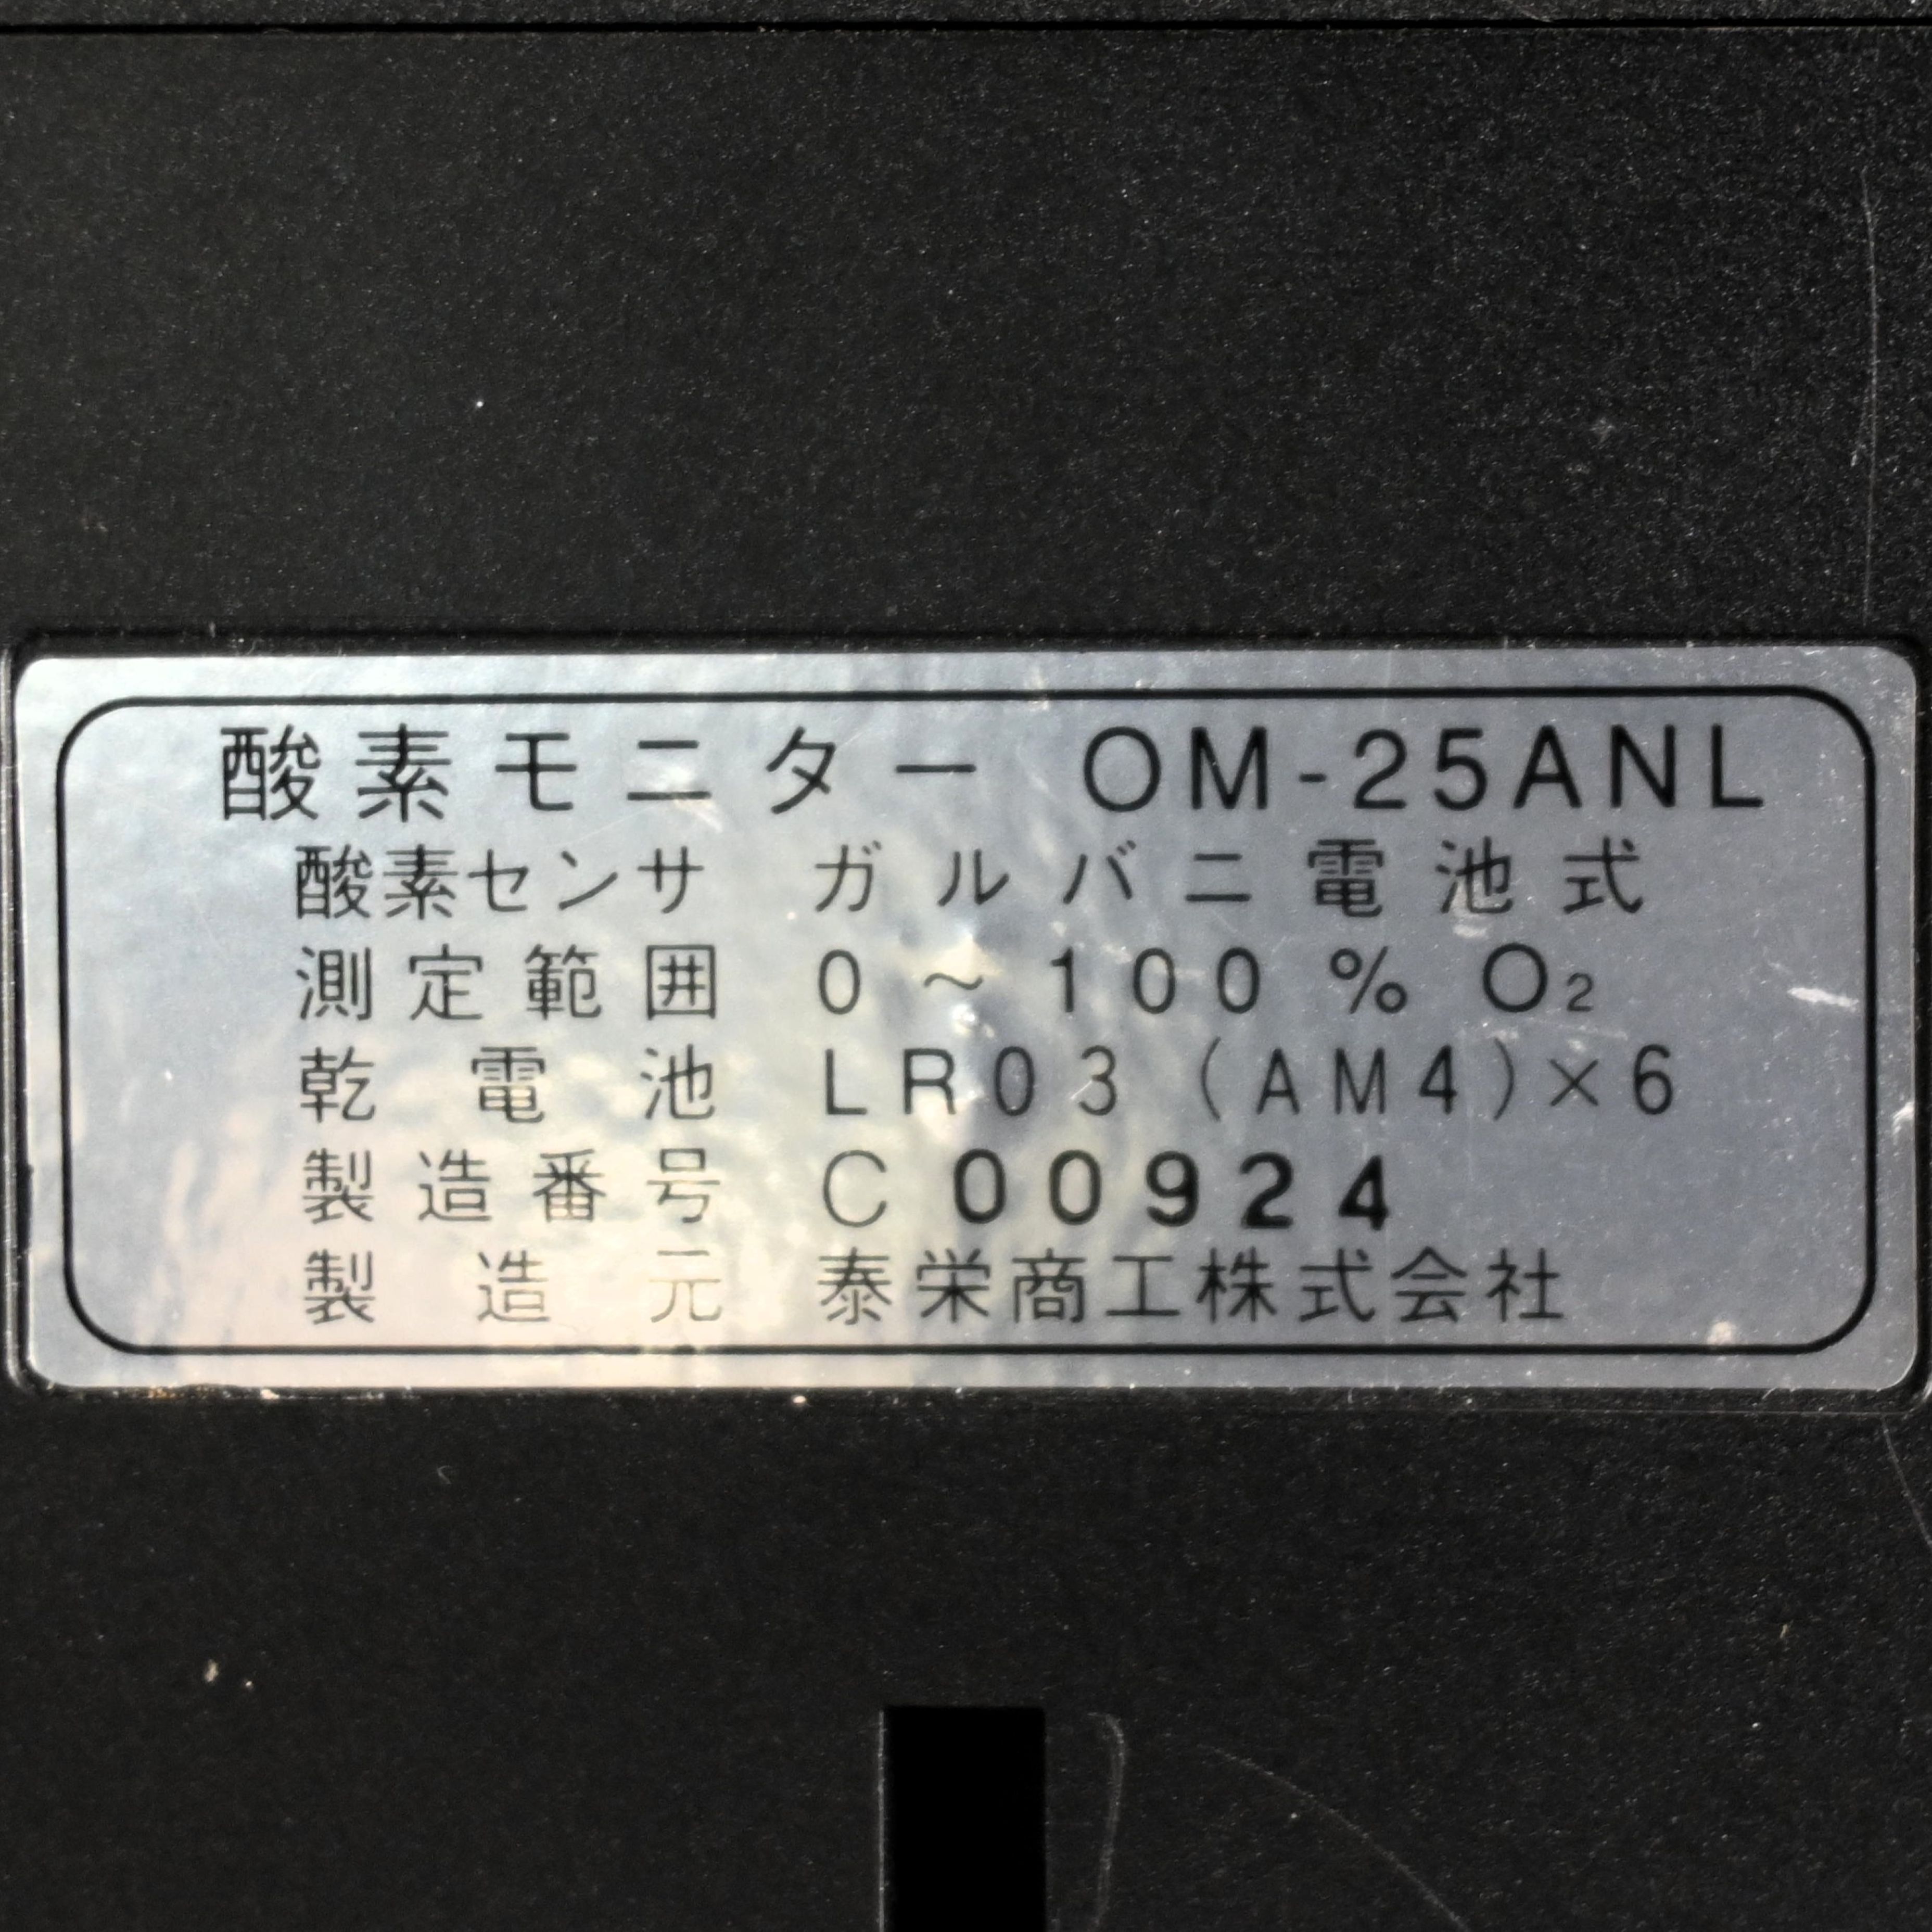 酸素モニター OM-25ANL
酸素センサ ガルバニ電池式
測定範囲 0～100% O₂
乾電池 LR03(AM4)×6
製造番号 C00924
製造元 泰栄商工株式会社